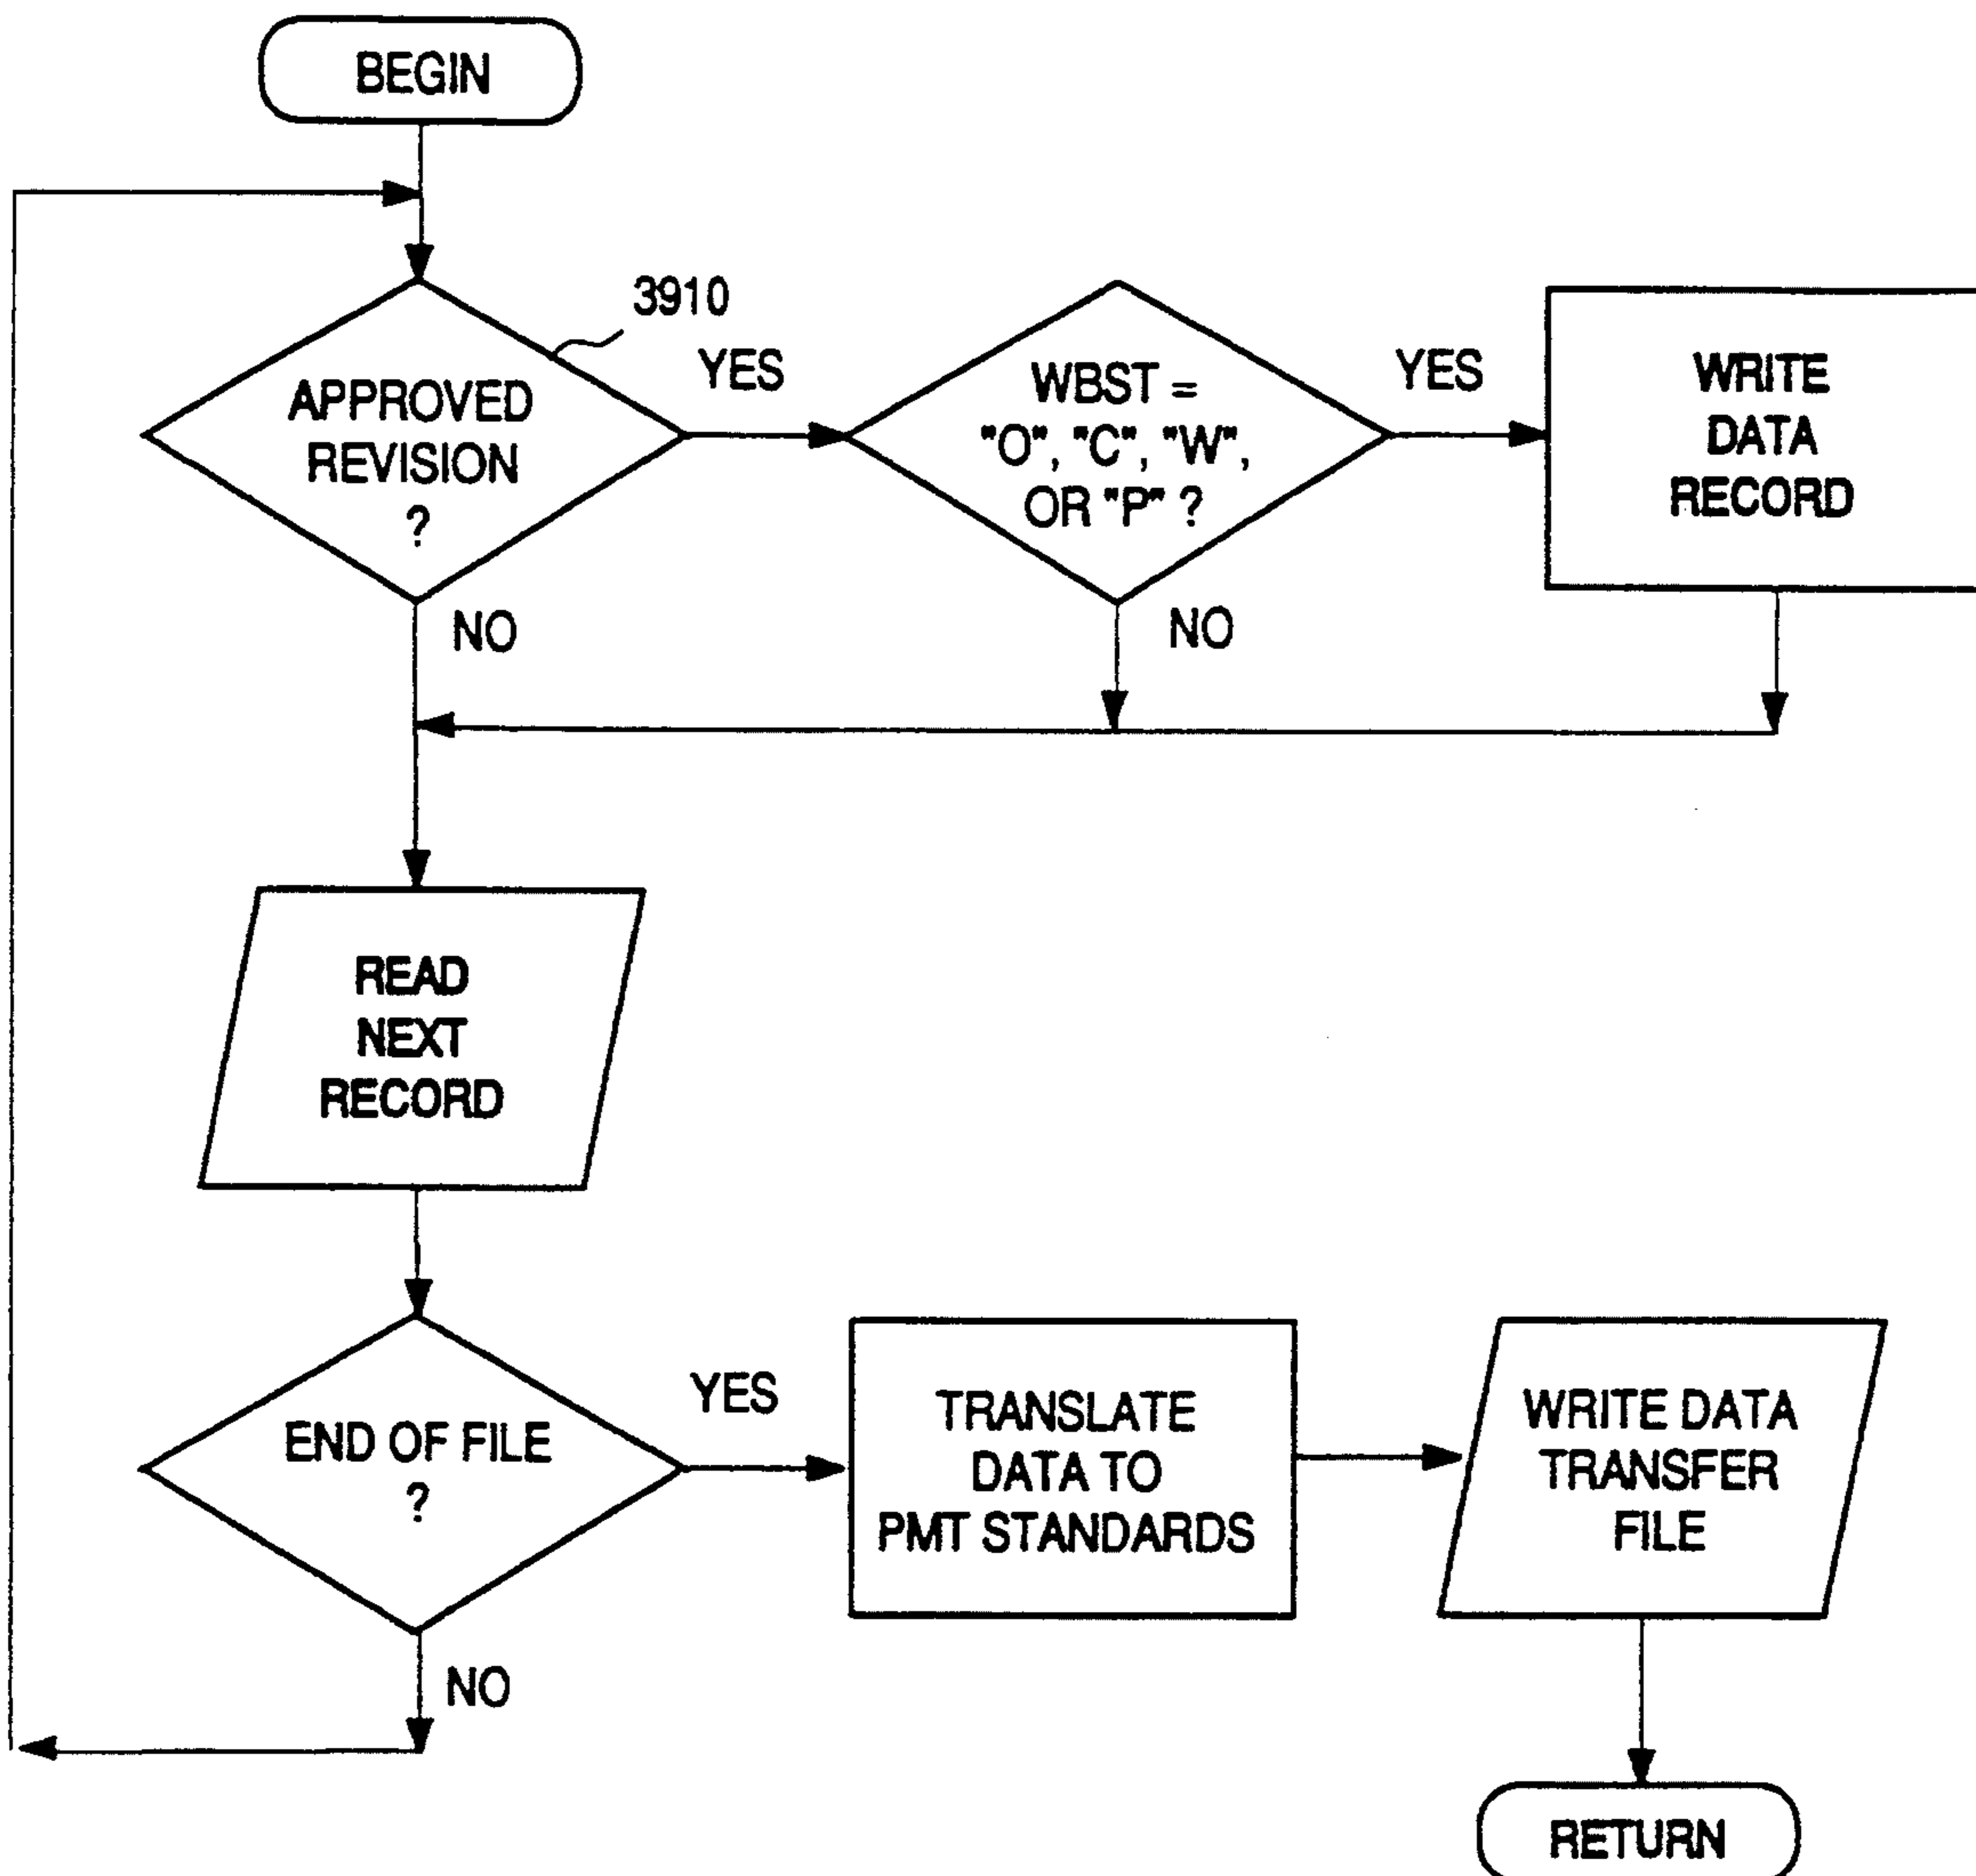 BEGIN
3910
APPROVED
REVISION
?
YES
WBST =
"O", "C", "W",
OR "P" ?
YES
WRITE
DATA
RECORD
NO
NO
READ
NEXT
RECORD
END OF FILE
?
YES
TRANSLATE
DATA TO
PMT STANDARDS
WRITE DATA
TRANSFER
FILE
NO
RETURN